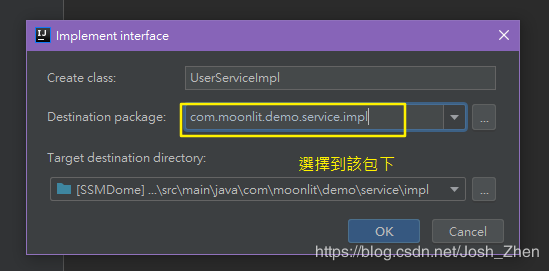 Implement interface
Create class: UserServiceImpl
Destination package: com.moonlit.demo.service.impl
Target destination directory:
選擇到該包下
[SSMDome] ...\src\main\java\com\moonlit\demo\service\impl
OK Cancel
https://blog.csdn.net/Josh_Zhen